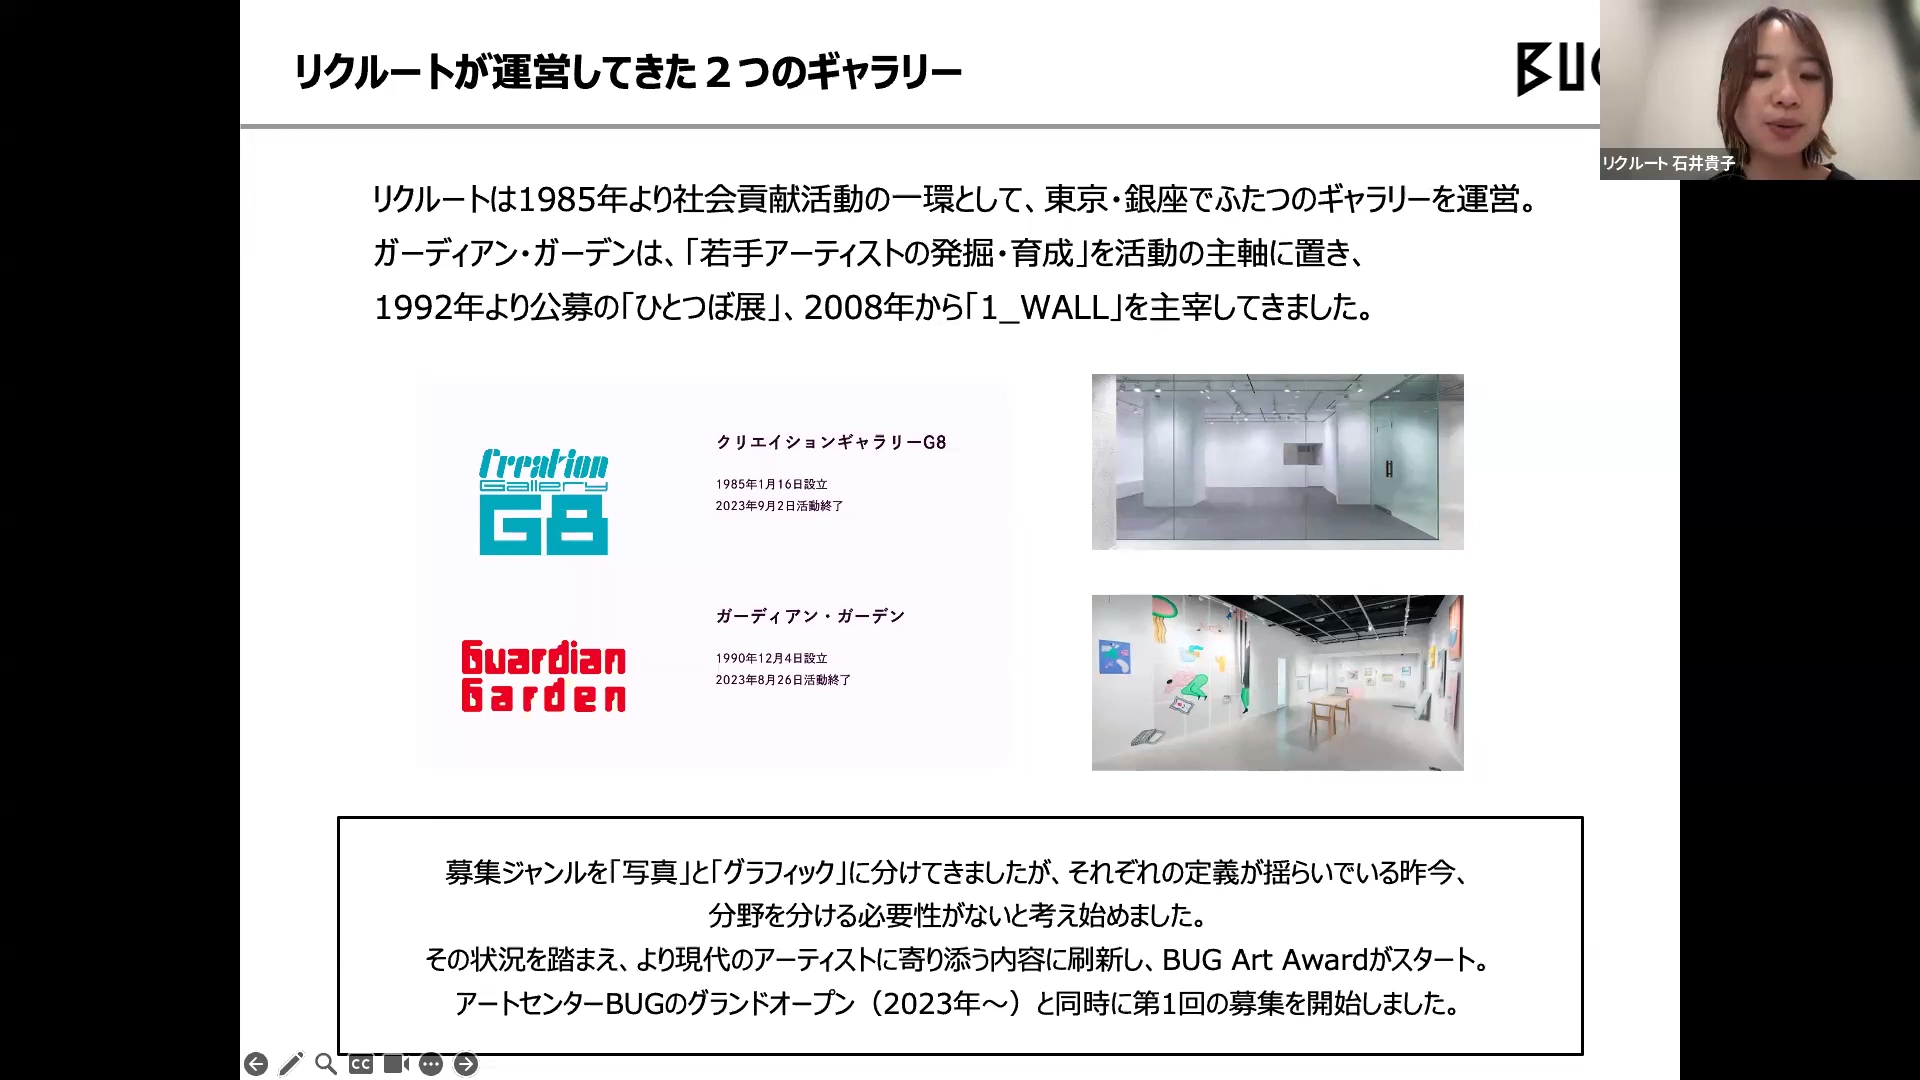 リクルートが運営してきた２つのギャラリー
BUG
リクルート 石井貴子
リクルートは1985年より社会貢献活動の一環として、東京・銀座でふたつのギャラリーを運営。
ガーディアン・ガーデンは、「若手アーティストの発掘・育成」を活動の主軸に置き、
1992年より公募の「ひとつぼ展」、2008年から「1_WALL」を主宰してきました。
Creation
Gallery
G8
クリエイションギャラリーG8
1985年1月16日設立
2023年9月2日活動終了
Guardian
Garden
ガーディアン・ガーデン
1990年12月4日設立
2023年8月26日活動終了
募集ジャンルを「写真」と「グラフィック」に分けてきましたが、それぞれの定義が揺らいでいる昨今、
分野を分ける必要性がないと考え始めました。
その状況を踏まえ、より現代のアーティストに寄り添う内容に刷新し、BUG Art Awardがスタート。
アートセンターBUGのグランドオープン（2023年～）と同時に第1回の募集を開始しました。
CC